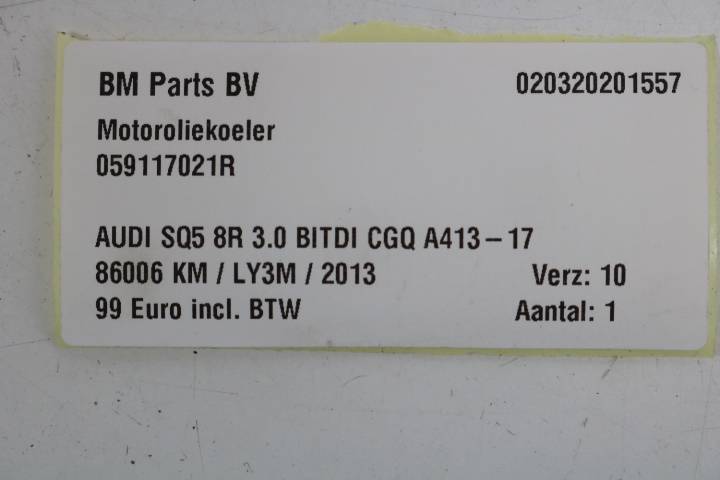 BM Parts BV 020320201557
Motoroliekoeler
059117021R
AUDI SQ5 8R 3.0 BITDI CGQ A413-17
86006 KM / LY3M / 2013 Verz: 10
99 Euro incl. BTW Aantal: 1